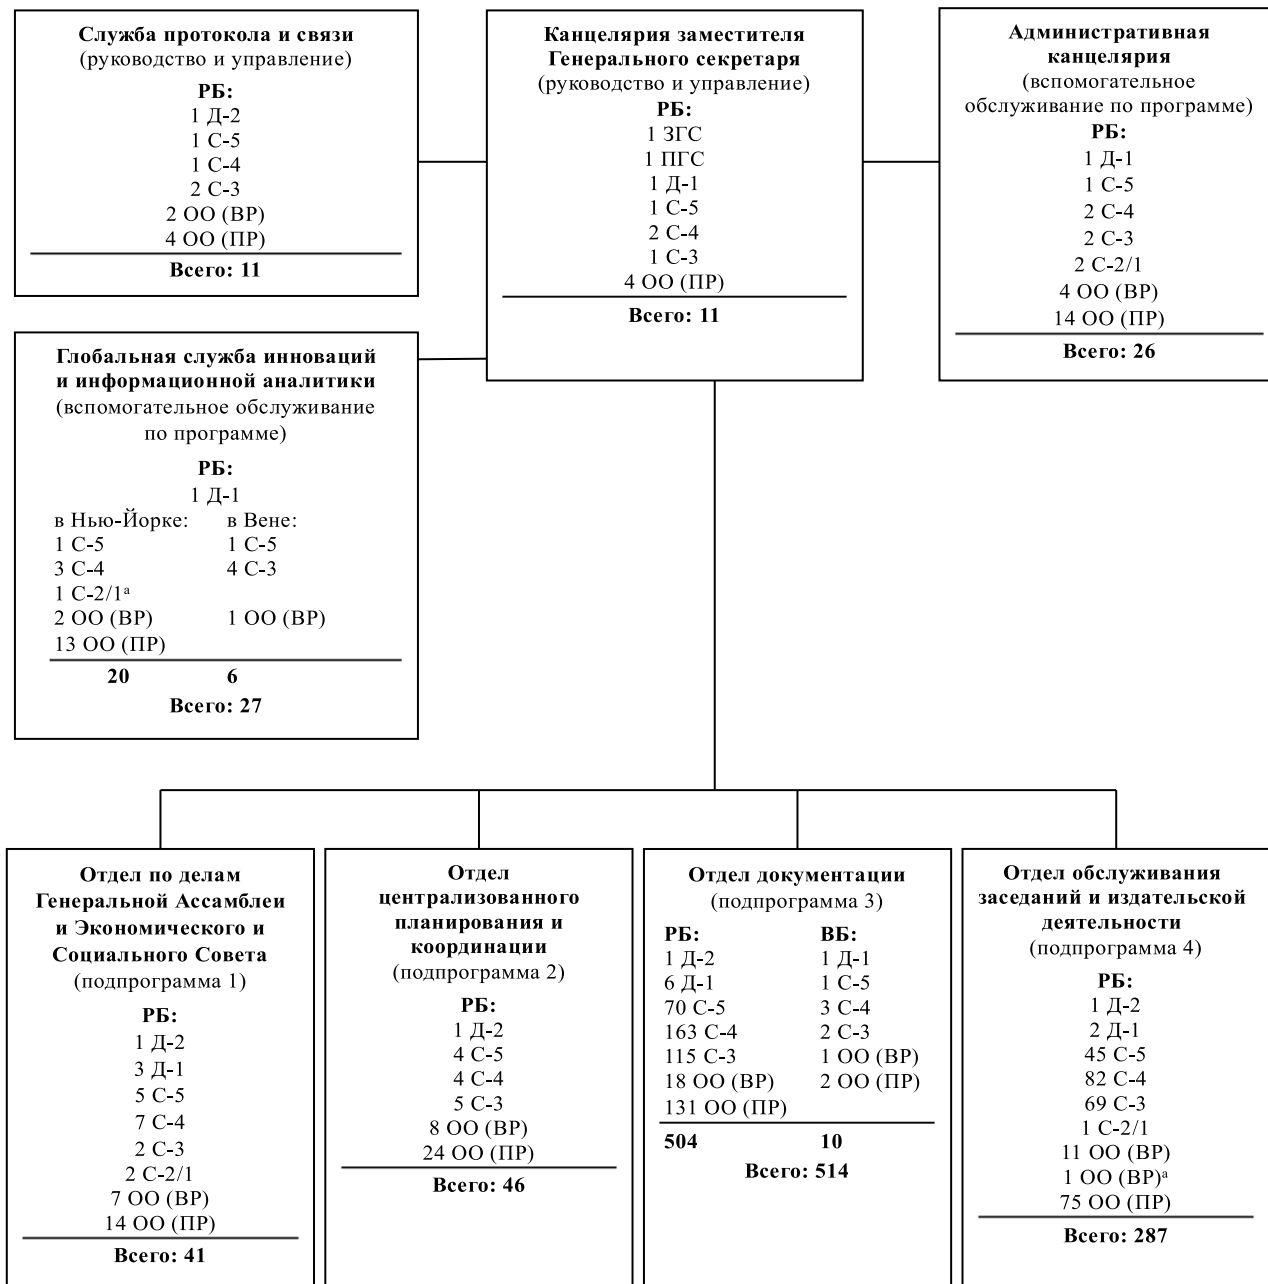 Служба протокола и связи
(руководство и управление)
РБ:
1 Д-2
1 С-5
1 С-4
2 С-3
2 ОО (ВР)
4 ОО (ПР)
Всего: 11
Канцелярия заместителя
Генерального секретаря
(руководство и управление)
РБ:
1 ЗГС
1 ПГС
1 Д-1
1 С-5
2 С-4
1 С-3
4 ОО (ПР)
Всего: 11
Административная
канцелярия
(вспомогательное
обслуживание по программе)
РБ:
1 Д-1
1 С-5
2 С-4
2 С-3
2 С-2/1
4 ОО (ВР)
14 ОО (ПР)
Всего: 26
Глобальная служба инноваций
и информационной аналитики
(вспомогательное обслуживание
по программе)
РБ:
1 Д-1
в Нью-Йорке: в Вене:
1 С-5 1 С-5
3 С-4 4 С-3
1 С-2/1ᵃ
2 ОО (ВР) 1 ОО (ВР)
13 ОО (ПР)
20 6
Всего: 27
Отдел по делам
Генеральной Ассамблеи
и Экономического и
Социального Совета
(подпрограмма 1)
РБ:
1 Д-2
3 Д-1
5 С-5
7 С-4
2 С-3
2 С-2/1
7 ОО (ВР)
14 ОО (ПР)
Всего: 41
Отдел
централизованного
планирования и
координации
(подпрограмма 2)
РБ:
1 Д-2
4 С-5
4 С-4
5 С-3
8 ОО (ВР)
24 ОО (ПР)
Всего: 46
Отдел документации
(подпрограмма 3)
РБ: ВБ:
1 Д-2 1 Д-1
6 Д-1 1 С-5
70 С-5 3 С-4
163 С-4 2 С-3
115 С-3 1 ОО (ВР)
18 ОО (ВР) 2 ОО (ПР)
131 ОО (ПР)
504 10
Всего: 514
Отдел обслуживания
заседаний и издательской
деятельности
(подпрограмма 4)
РБ:
1 Д-2
2 Д-1
45 С-5
82 С-4
69 С-3
1 С-2/1
11 ОО (ВР)
1 ОО (ВР)ᵃ
75 ОО (ПР)
Всего: 287